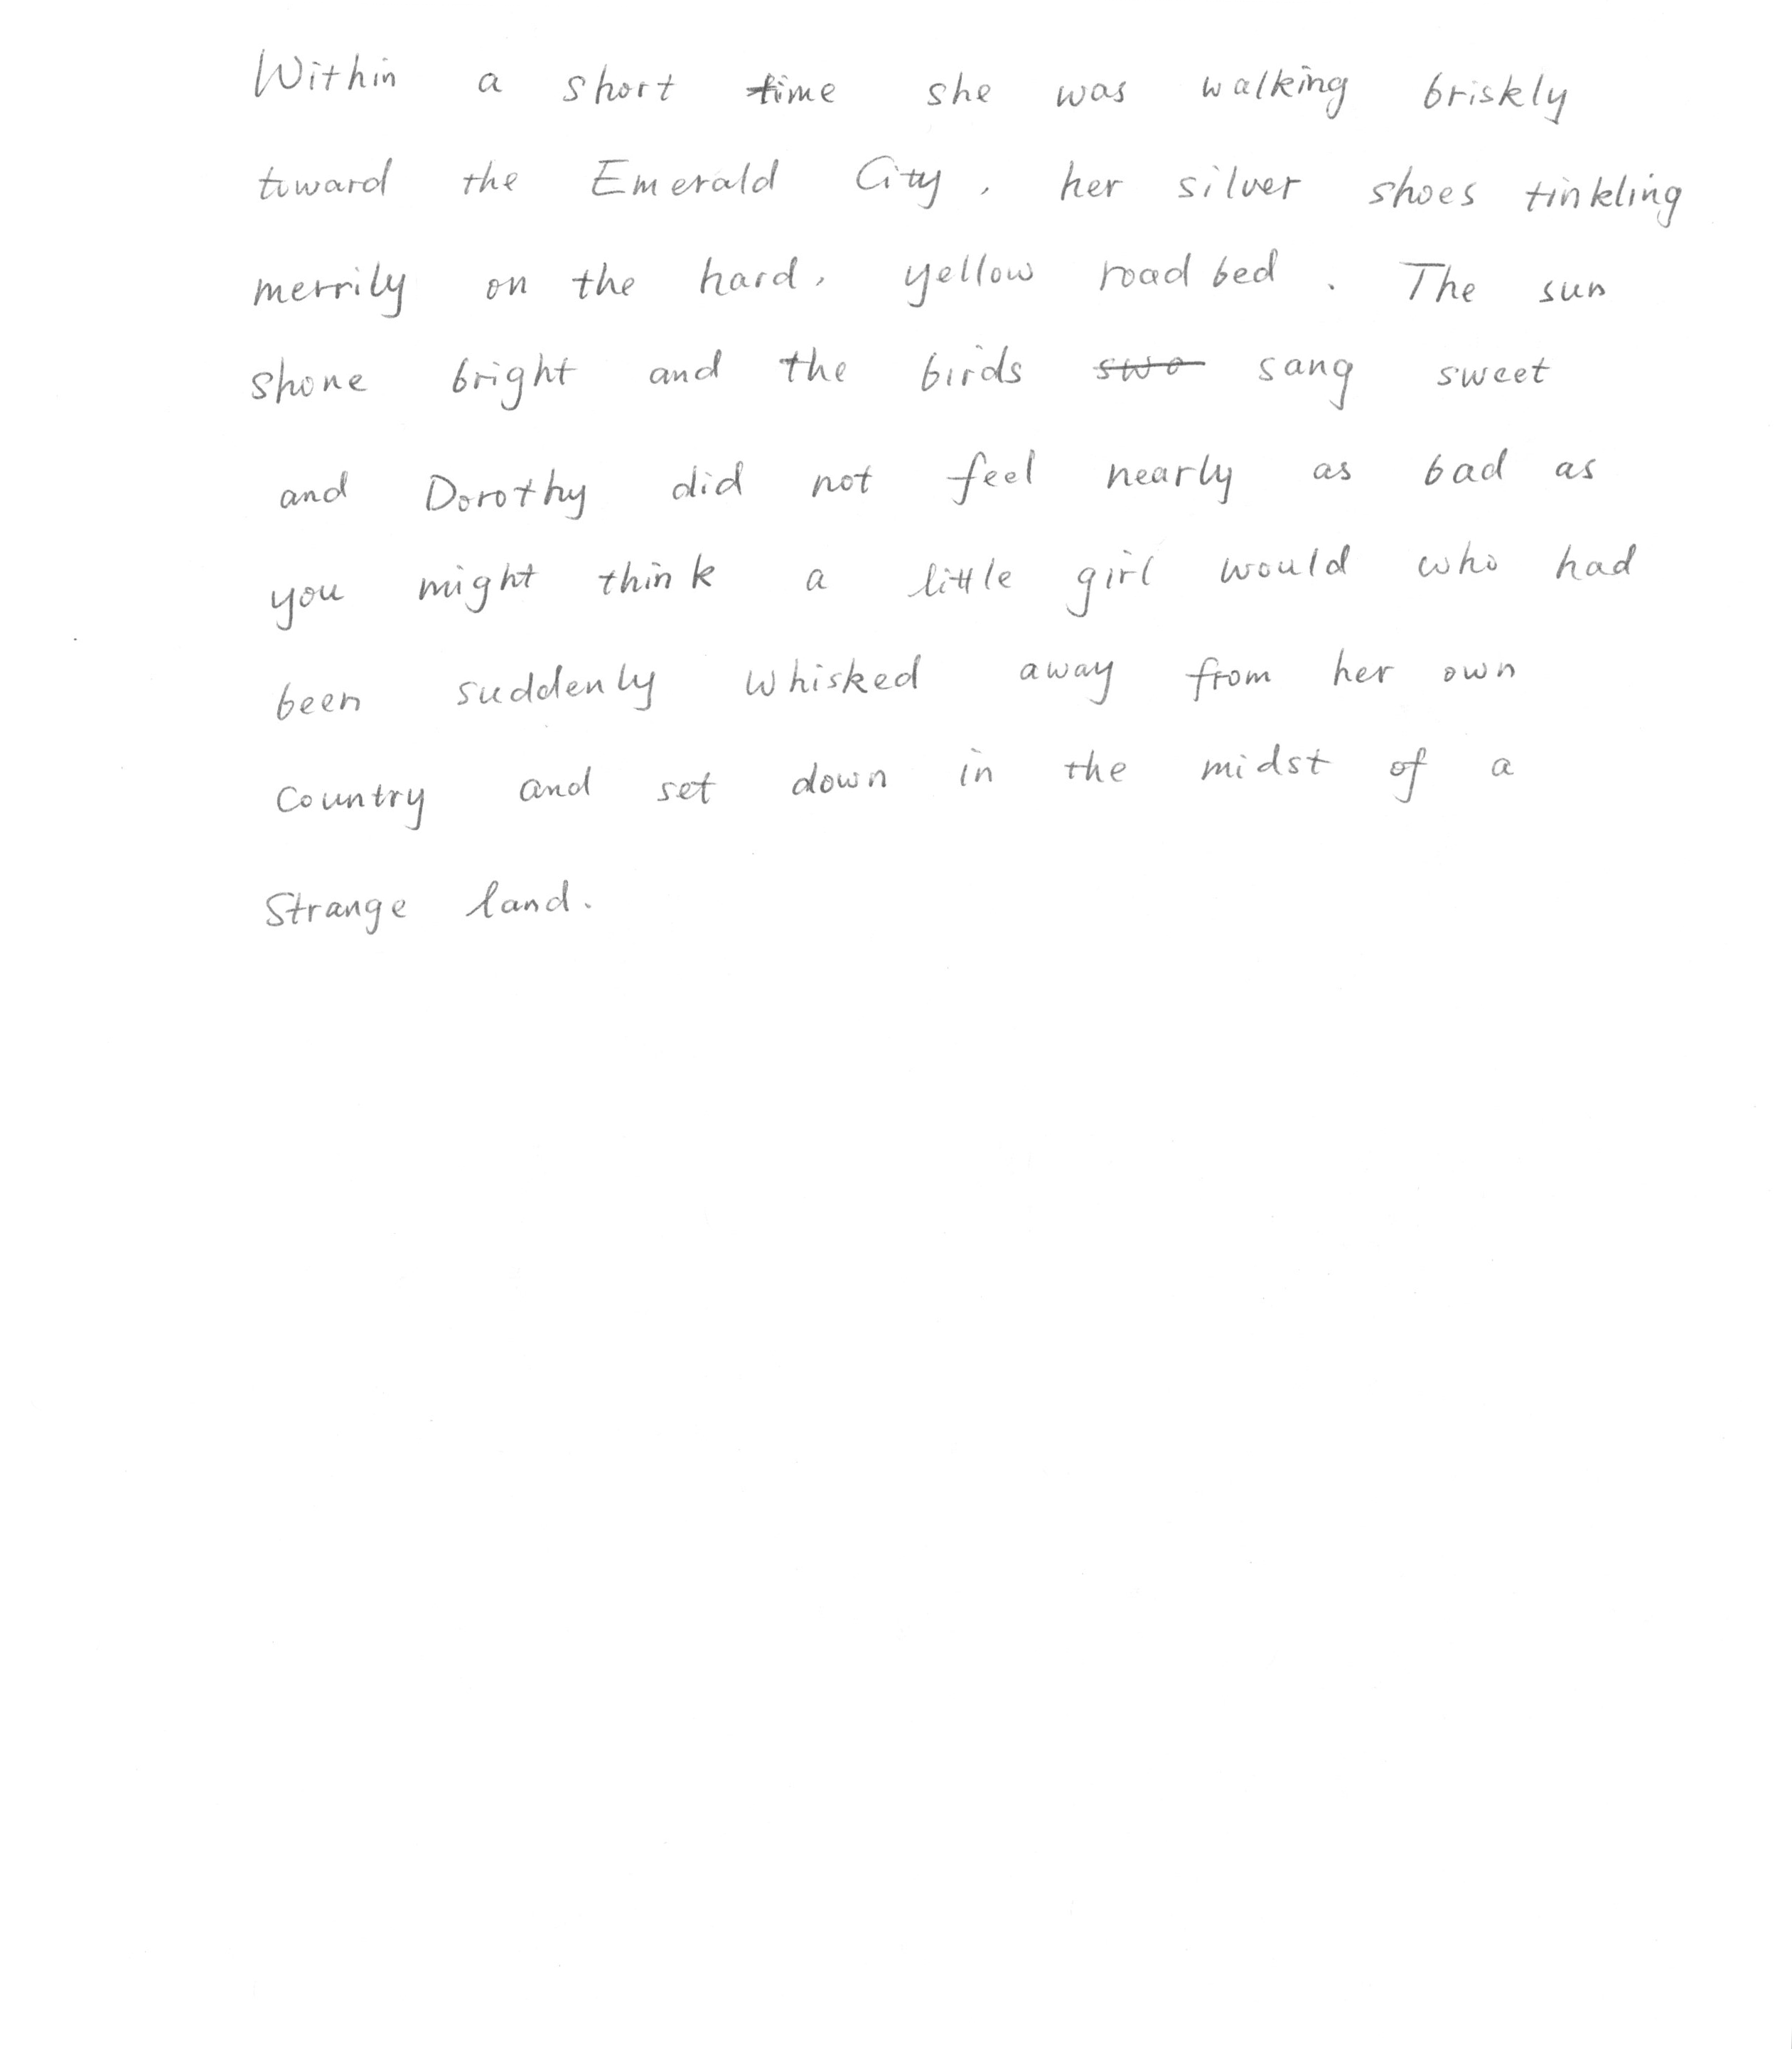 Within a short time she was walking briskly
toward the Emerald City, her silver shoes tinkling
merrily on the hard, yellow roadbed. The sun
shone bright and the birds swo sang sweet
and Dorothy did not feel nearly as bad as
you might think a little girl would who had
been suddenly whisked away from her own
country and set down in the midst of a
strange land.